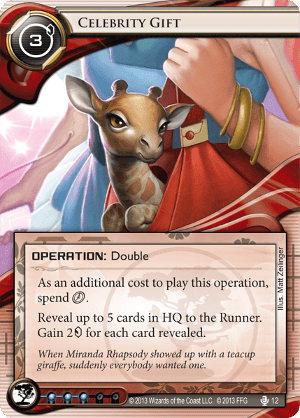 Celebrity Gift
3
OPERATION: Double
As an additional cost to play this operation,
spend .
Reveal up to 5 cards in HQ to the Runner.
Gain 2 for each card revealed.
When Miranda Rhapsody showed up with a teacup
giraffe, suddenly everybody wanted one.
Illus. Matt Zeilinger
© 2013 Wizards of the Coast LLC. © 2013 FFG
12